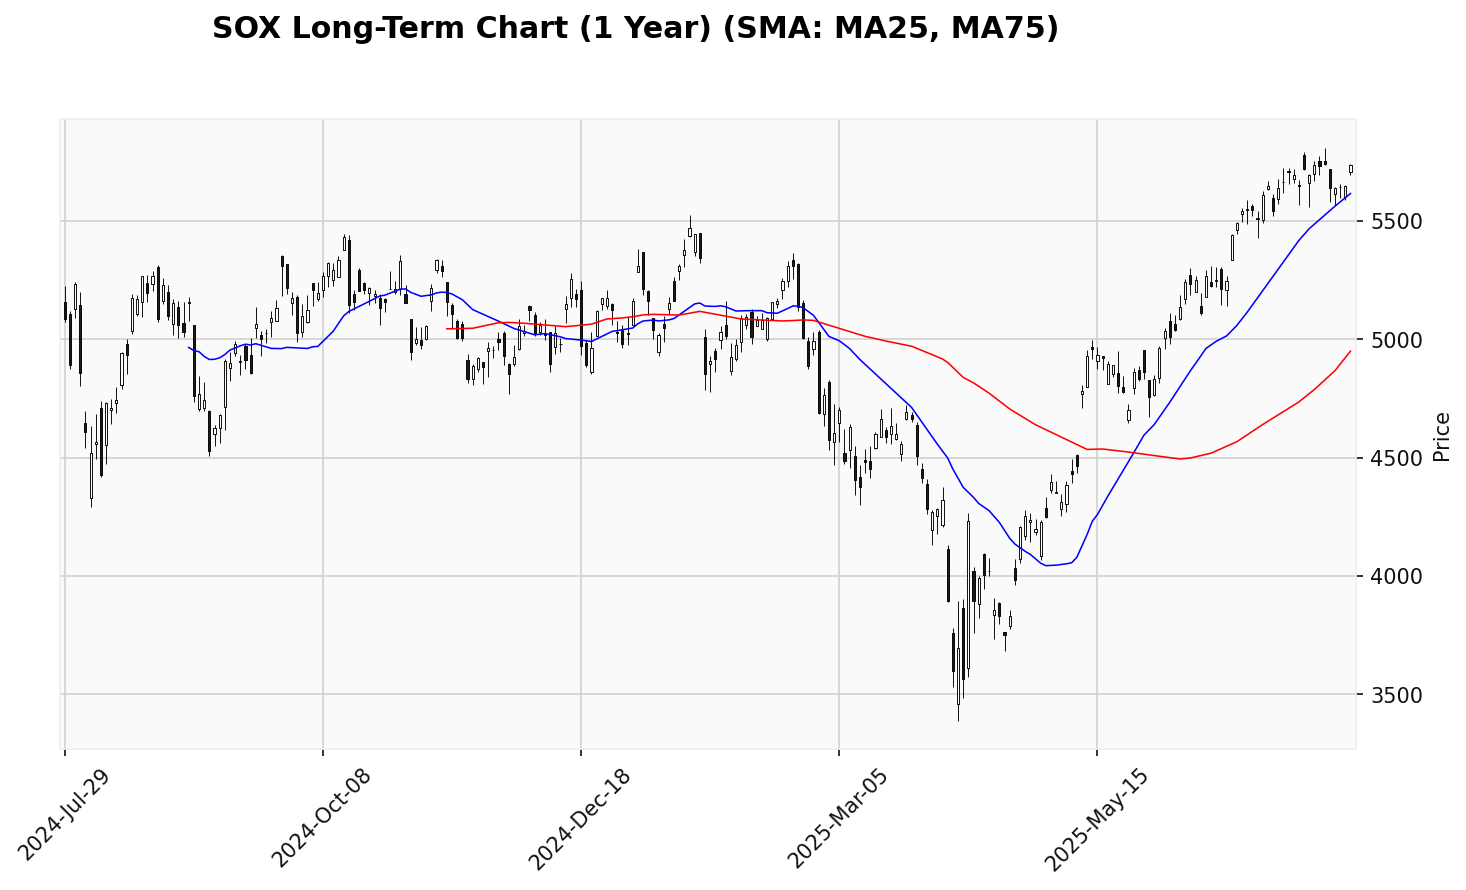 SOX Long-Term Chart (1 Year) (SMA: MA25, MA75)
5500
5000
4500
4000
3500
Price
2024-Jul-29
2024-Oct-08
2024-Dec-18
2025-Mar-05
2025-May-15